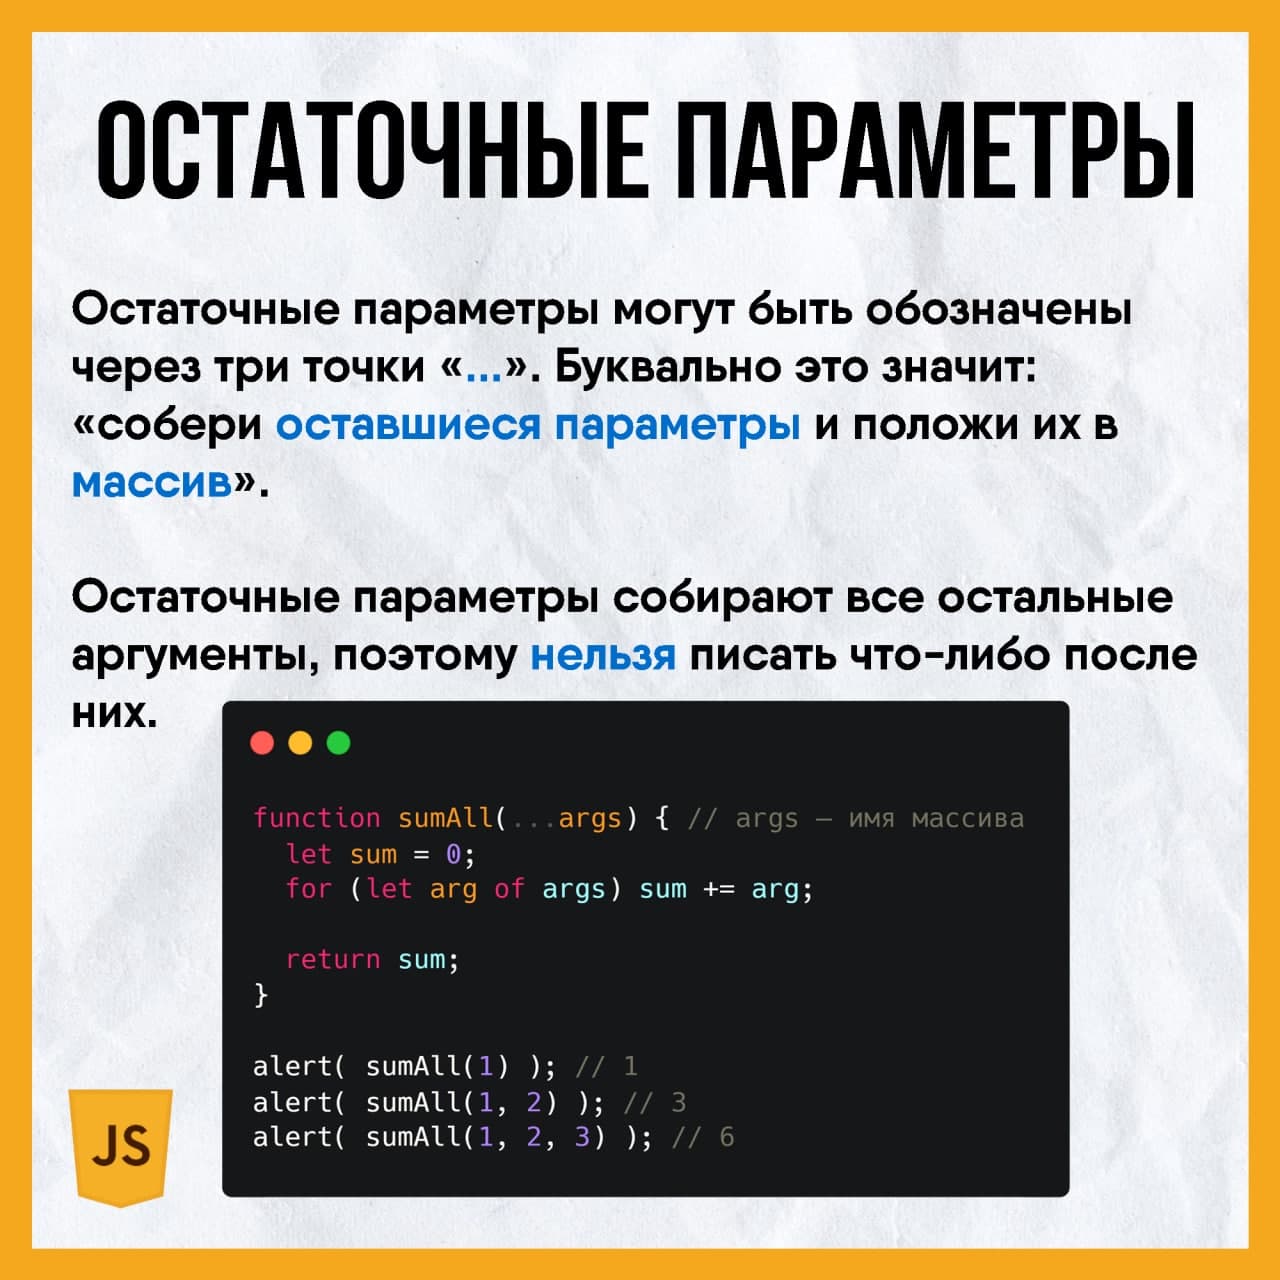 ОСТАТОЧНЫЕ ПАРАМЕТРЫ
Остаточные параметры могут быть обозначены
через три точки «...». Буквально это значит:
«собери оставшиеся параметры и положи их в
массив».
Остаточные параметры собирают все остальные
аргументы, поэтому нельзя писать что-либо после
них.
function sumAll(...args) { // args — имя массива
  let sum = 0;
  for (let arg of args) sum += arg;
  return sum;
}
alert( sumAll(1) ); // 1
alert( sumAll(1, 2) ); // 3
alert( sumAll(1, 2, 3) ); // 6
JS